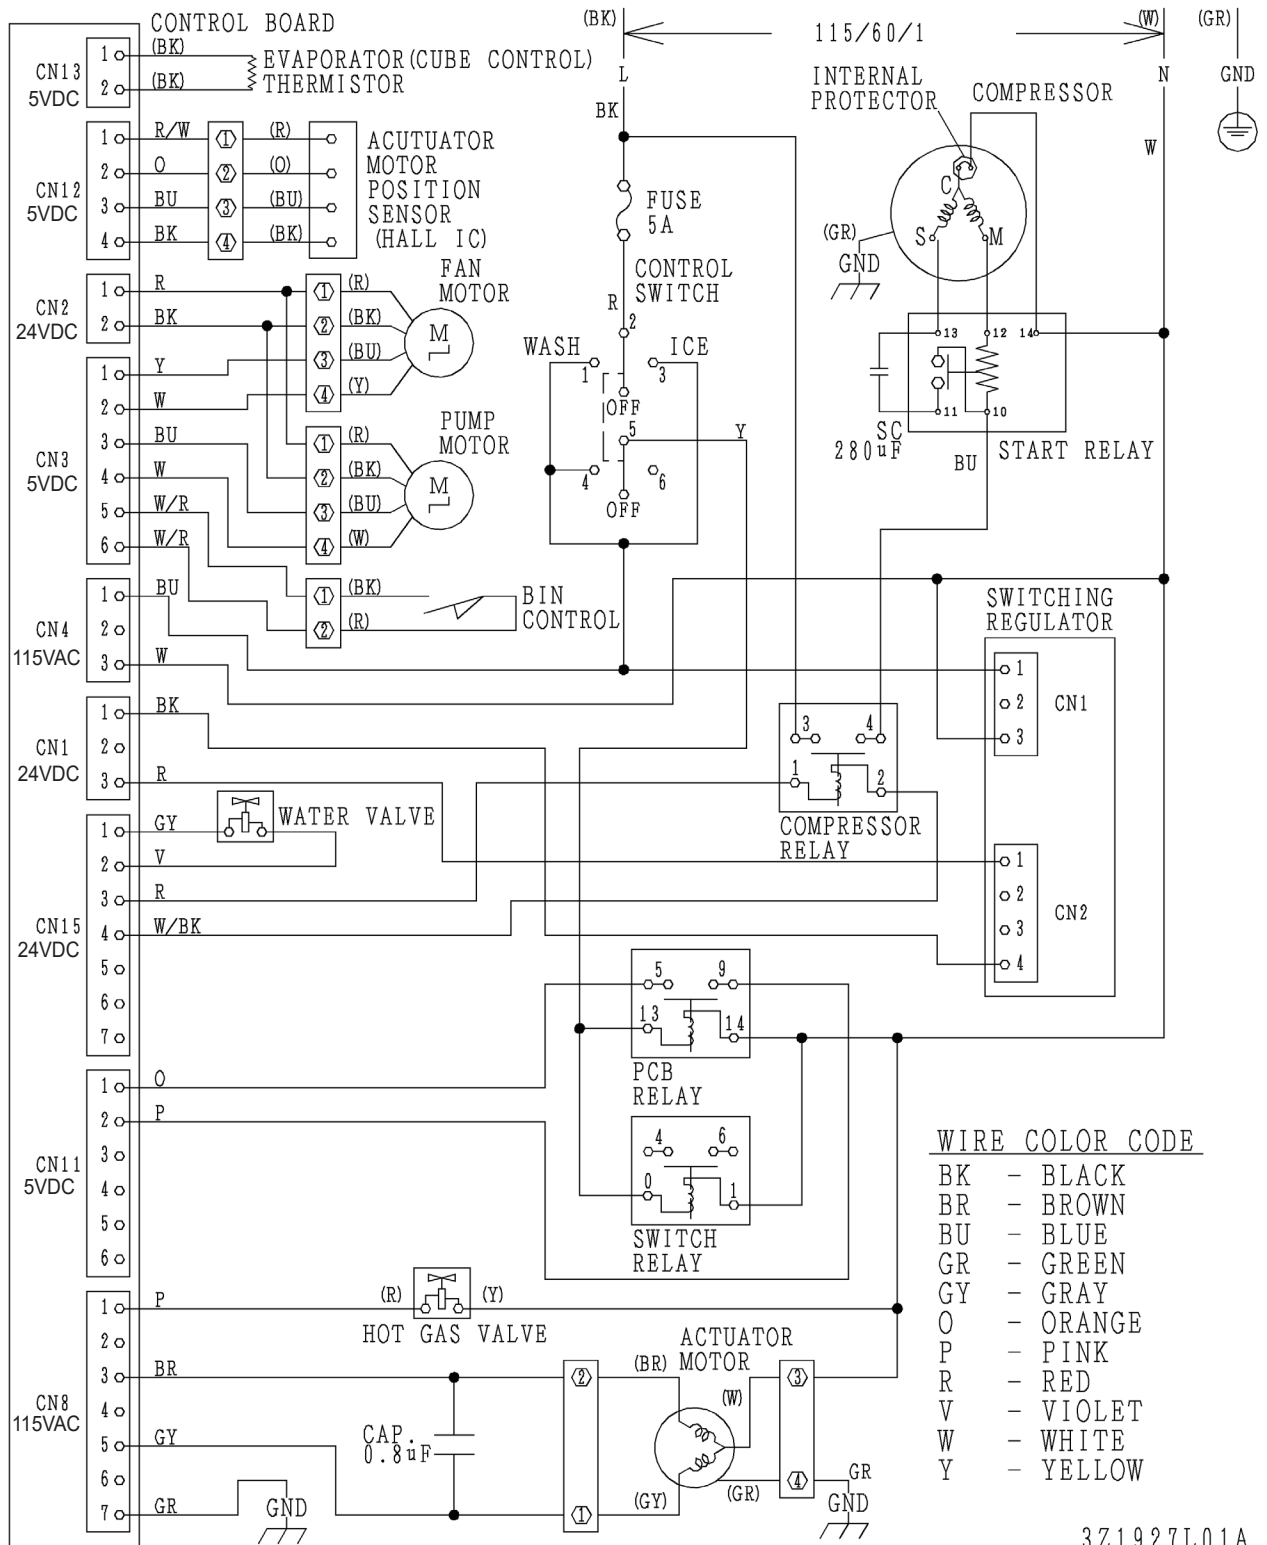 CONTROL BOARD
(BK)
115/60/1
(W)
(GR)
L
N
GND
BK
W
CN13
5VDC
1 (BK)
2 (BK)
EVAPORATOR(CUBE CONTROL)
THERMISTOR
CN12
5VDC
1 R/W 1 (R)
2 O 2 (O)
3 BU 3 (BU)
4 BK 4 (BK)
ACUTUATOR
MOTOR
POSITION
SENSOR
(HALL IC)
CN2
24VDC
1 R
2 BK
1 (R)
2 (BK)
3 (BU)
4 (Y)
FAN
MOTOR
M
CN3
5VDC
1 Y
2 W
3 BU
4 W
5 W/R
6 W/R
1 (R)
2 (BK)
3 (BU)
4 (W)
PUMP
MOTOR
M
1 (BK)
2 (R)
BIN
CONTROL
CN4
115VAC
1 BU
2
3 W
CN1
24VDC
1 BK
2
3 R
WATER VALVE
CN15
24VDC
1 GY
2 V
3 R
4 W/BK
5
6
7
CN11
5VDC
1 O
2 P
3
4
5
6
CN8
115VAC
1 P
2
3 BR
4
5 GY
6
7 GR
GND
(R)
(Y)
HOT GAS VALVE
CAP.
0.8uF
2
1
(BR)
(GY)
ACTUATOR
MOTOR
(W)
(GR)
3
4
GR
GND
FUSE
5A
CONTROL
SWITCH
R
2
WASH
ICE
1
3
OFF
5
Y
4
6
OFF
INTERNAL
PROTECTOR
COMPRESSOR
C
S
M
(GR)
GND
13
12
14
11
10
SC
280uF
BU
START RELAY
SWITCHING
REGULATOR
1
2
3
CN1
1
2
3
4
CN2
3
4
1
2
COMPRESSOR
RELAY
5
9
13
14
PCB
RELAY
4
6
0
1
SWITCH
RELAY
WIRE COLOR CODE
BK - BLACK
BR - BROWN
BU - BLUE
GR - GREEN
GY - GRAY
O - ORANGE
P - PINK
R - RED
V - VIOLET
W - WHITE
Y - YELLOW
3Z1927L01A